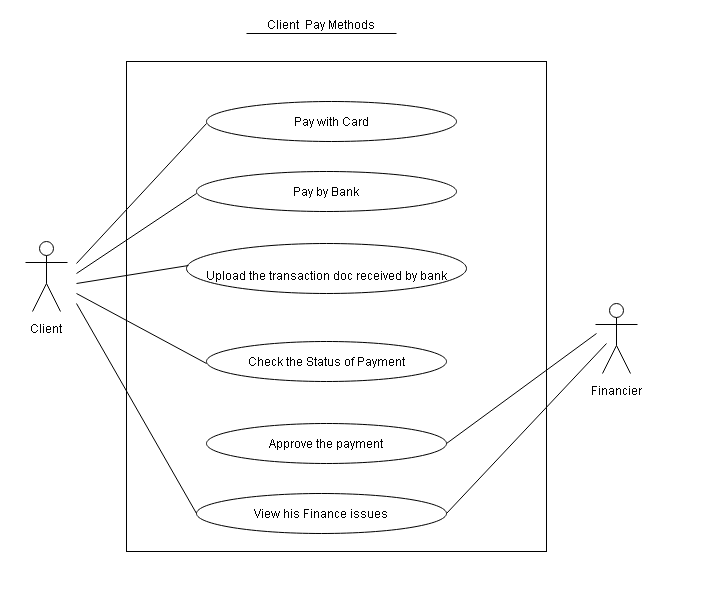 Client Pay Methods
Pay with Card
Pay by Bank
Upload the transaction doc received by bank
Client
Check the Status of Payment
Financier
Approve the payment
View his Finance issues